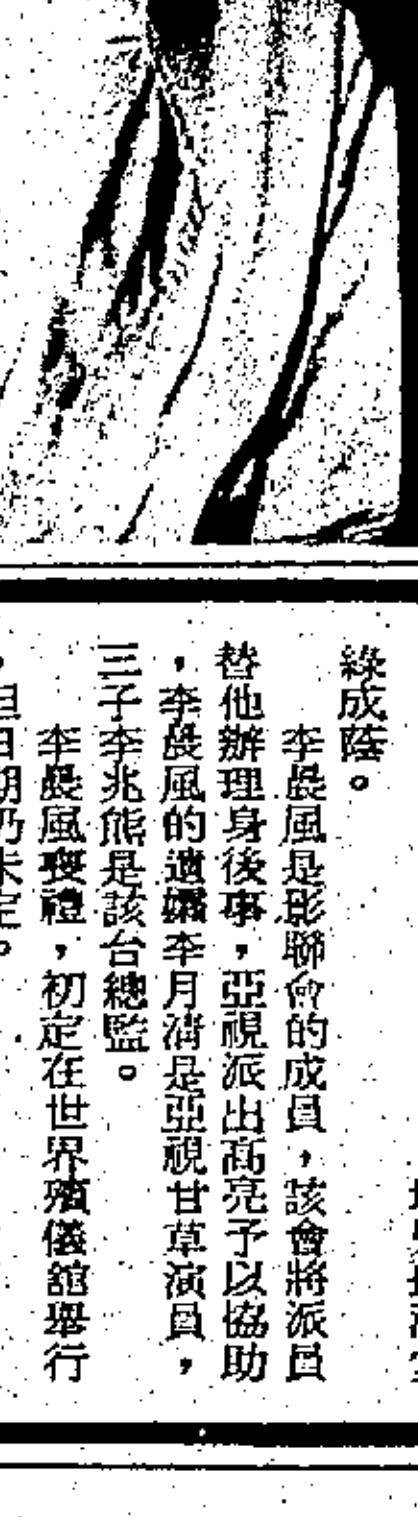 綠成蔭。
李晨風是影聯會的成員，該會將派員
替他辦理身後事，亞視派出高亮予以協助
，李晨風的遺孀李月清是亞視甘草演員，
三子李兆熊是該台總監。
李晨風喪禮，初定在世界殯儀館舉行
，但日期仍未定。